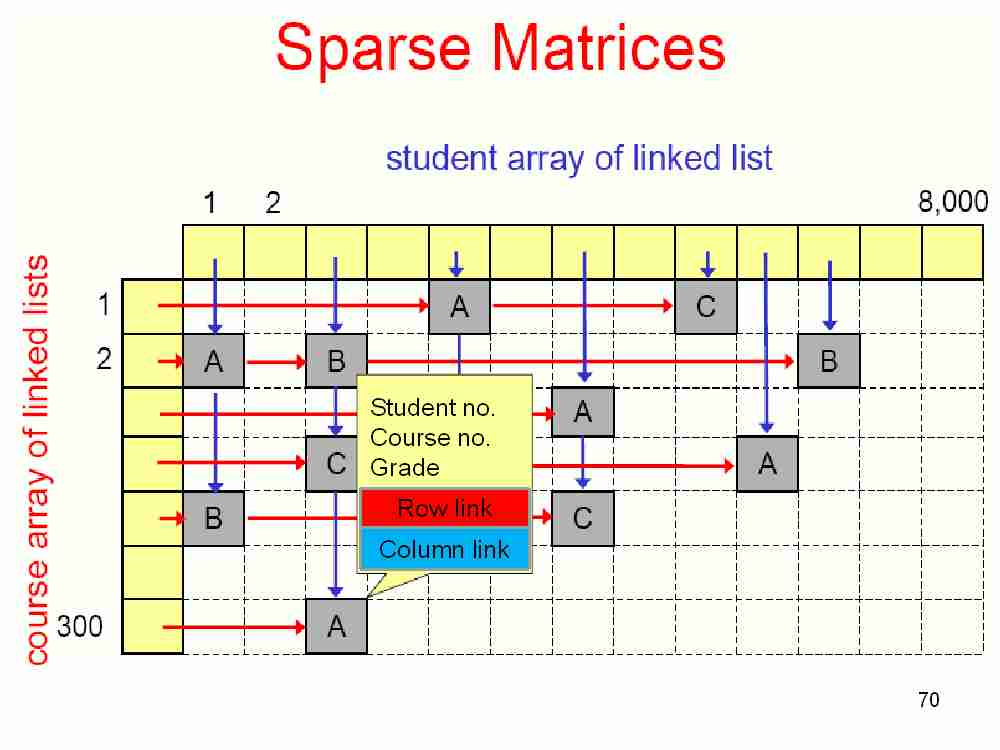 Sparse Matrices
student array of linked list
1 2 8,000
course array of linked lists
1 A C
2 A B B
A
C A
B C
300 A
Student no.
Course no.
Grade
Row link
Column link
70